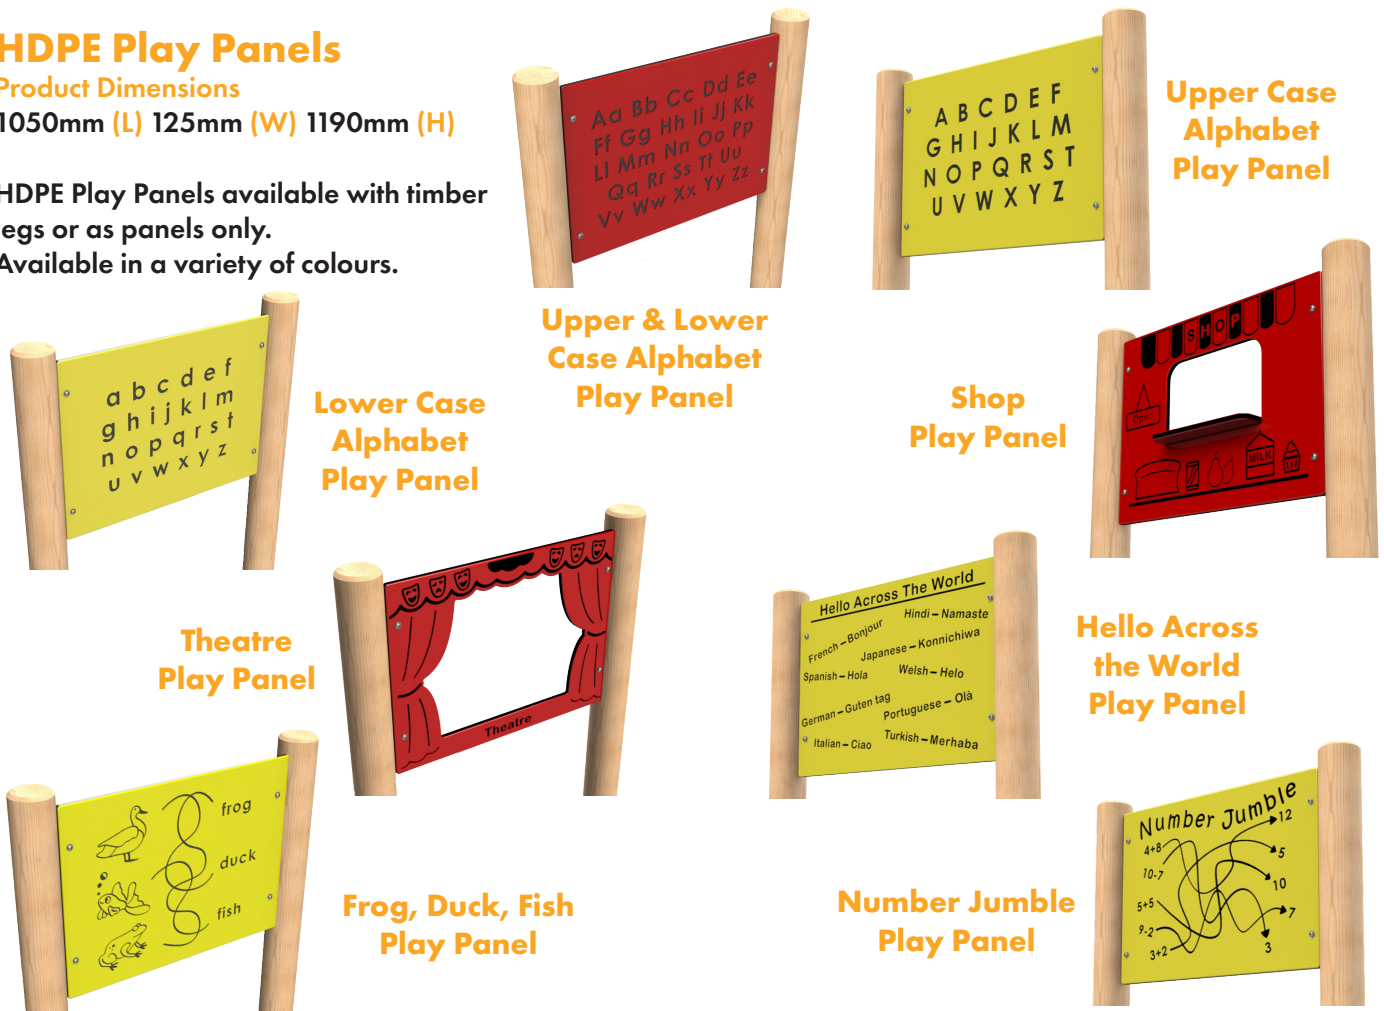 HDPE Play Panels
Product Dimensions
1050mm (L) 125mm (W) 1190mm (H)
HDPE Play Panels available with timber
legs or as panels only.
Available in a variety of colours.
Aa Bb Cc Dd Ee
Ff Gg Hh Ii Jj Kk
Ll Mm Nn Oo Pp
Qq Rr Ss Tt Uu
Vv Ww Xx Yy Zz
Upper & Lower
Case Alphabet
Play Panel
A B C D E F
G H I J K L M
N O P Q R S T
U V W X Y Z
Upper Case
Alphabet
Play Panel
a b c d e f
g h i j k l m
n o p q r s t
u v w x y z
Lower Case
Alphabet
Play Panel
Shop
Play Panel
SHOP
Open
MILK
Theatre
Play Panel
Theatre
Hello Across The World
Hindi – Namaste
French – Bonjour
Japanese – Konnichiwa
Spanish – Hola
Welsh – Helo
German – Guten tag
Portuguese – Olà
Italian – Ciao
Turkish – Merhaba
Hello Across
the World
Play Panel
frog
duck
fish
Frog, Duck, Fish
Play Panel
Number Jumble
Play Panel
Number Jumble
4+8
12
10-7
5
10
5+5
7
9-2
3+2
3